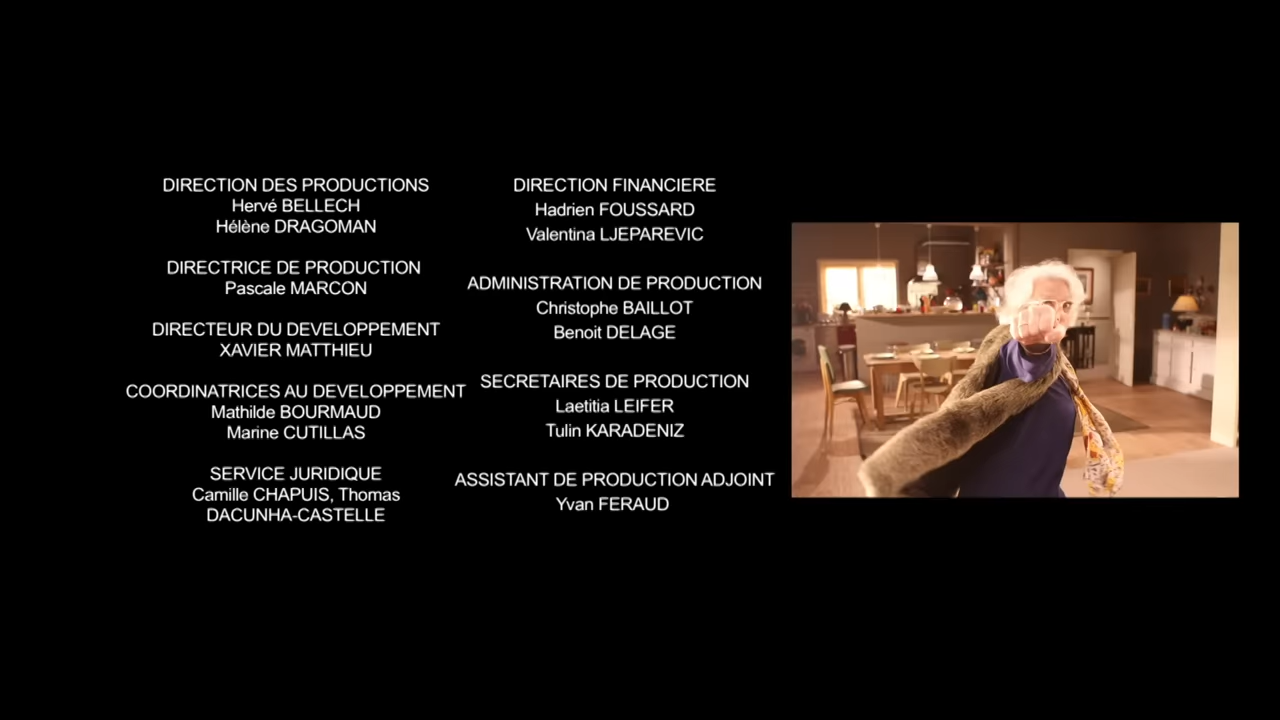 DIRECTION DES PRODUCTIONS
Hervé BELLECH
Hélène DRAGOMAN
DIRECTRICE DE PRODUCTION
Pascale MARCON
DIRECTEUR DU DEVELOPPEMENT
XAVIER MATTHIEU
COORDINATRICES AU DEVELOPPEMENT
Mathilde BOURMAUD
Marine CUTILLAS
SERVICE JURIDIQUE
Camille CHAPUIS, Thomas
DACUNHA-CASTELLE
DIRECTION FINANCIERE
Hadrien FOUSSARD
Valentina LJEPAREVIC
ADMINISTRATION DE PRODUCTION
Christophe BAILLOT
Benoit DELAGE
SECRETAIRES DE PRODUCTION
Laetitia LEIFER
Tulin KARADENIZ
ASSISTANT DE PRODUCTION ADJOINT
Yvan FERAUD